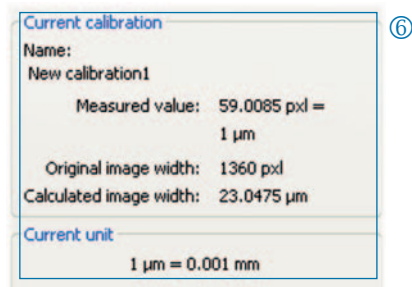 Current calibration
⑥
Name:
New calibration1
Measured value: 59.0085 pxl =
1 µm
Original image width: 1360 pxl
Calculated image width: 23.0475 µm
Current unit
1 µm = 0.001 mm